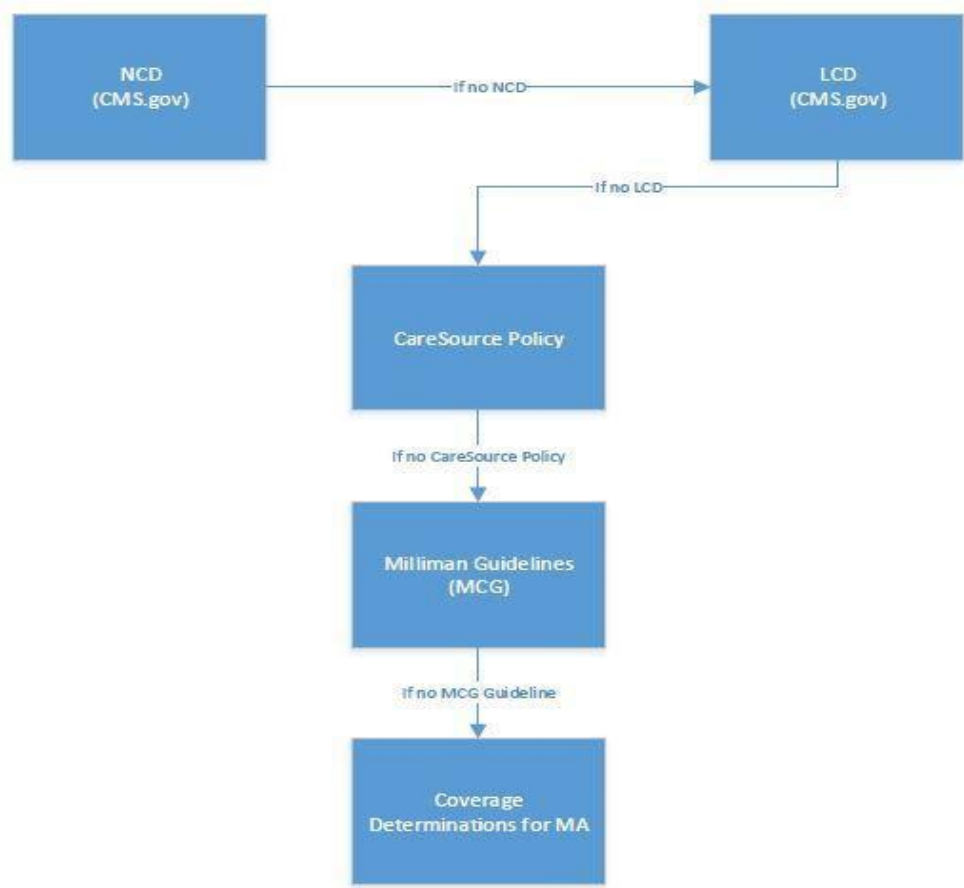 NCD
(CMS.gov)
If no NCD
LCD
(CMS.gov)
If no LCD
CareSource Policy
If no CareSource Policy
Milliman Guidelines
(MCG)
If no MCG Guideline
Coverage
Determinations for MA